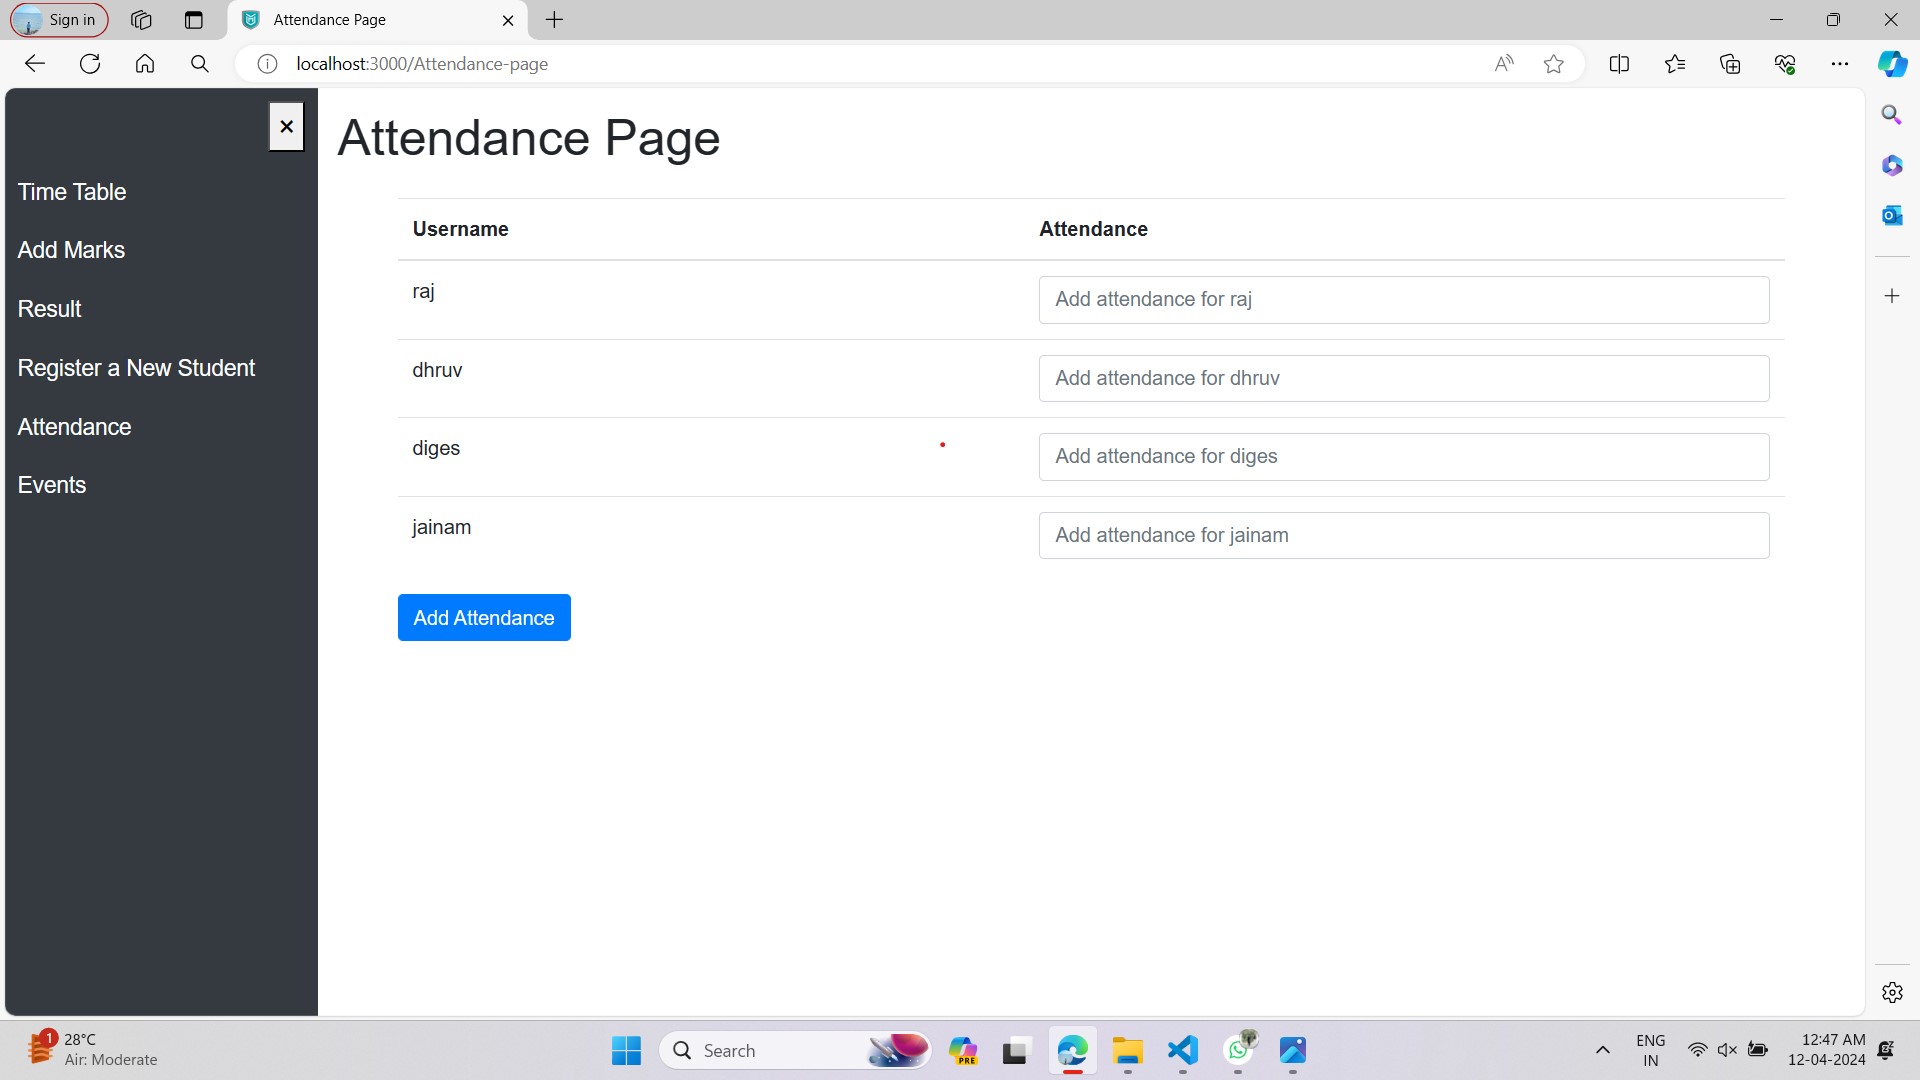 Sign in
Attendance Page
localhost:3000/Attendance-page
Attendance Page
Time Table
Add Marks
Result
Register a New Student
Attendance
Events
Username Attendance
raj Add attendance for raj
dhruv Add attendance for dhruv
diges Add attendance for diges
jainam Add attendance for jainam
Add Attendance
1 28°C
Air: Moderate
Search
PRE
ENG
IN
12:47 AM
12-04-2024